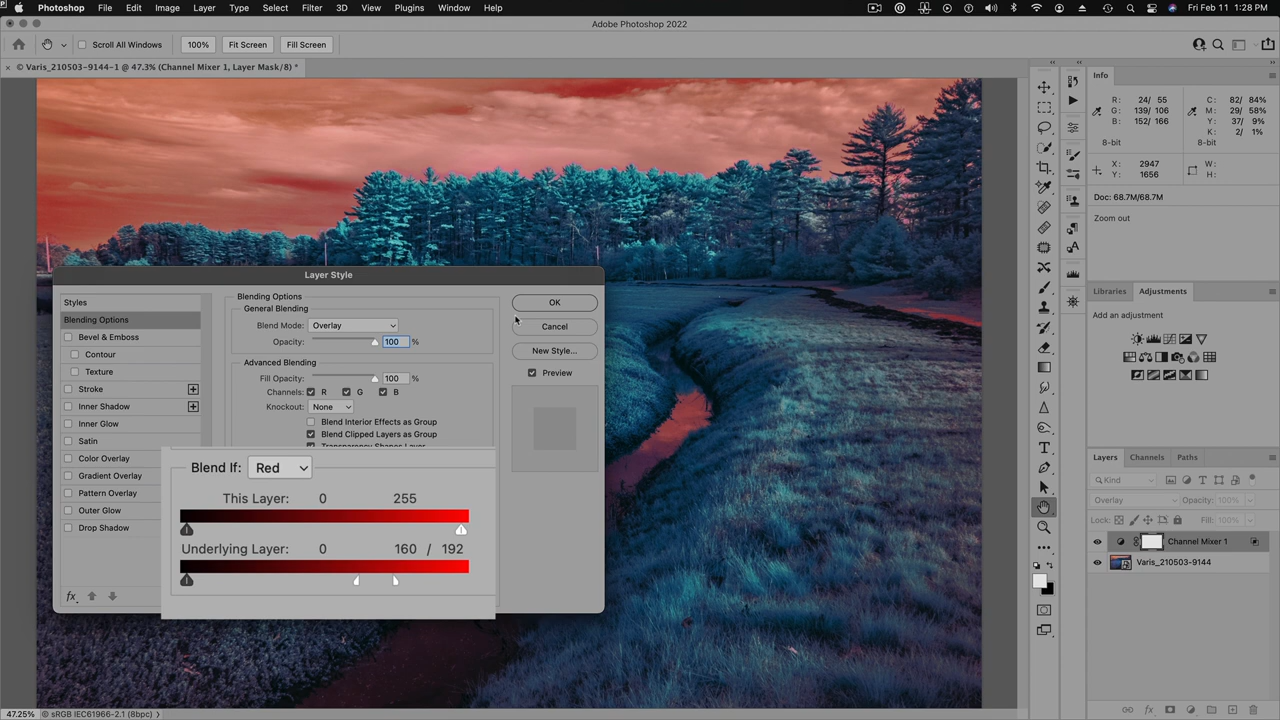 Photoshop File Edit Image Layer Type Select Filter 3D View Plugins Window Help Fri Feb 11 1:28 PM
Adobe Photoshop 2022
Scroll All Windows 100% Fit Screen Fill Screen
× © Varis_210503-9144-1 @ 47.3% (Channel Mixer 1, Layer Mask/8) *
Info
R: 24/ 55 C: 82/ 84%
G: 139/ 106 M: 29/ 58%
B: 152/ 166 Y: 37/ 9%
K: 2/ 1%
8-bit 8-bit
X: 2947 W:
Y: 1656 H:
Doc: 68.7M/68.7M
Zoom out
Libraries Adjustments
Add an adjustment
Layers Channels Paths
Kind
Overlay Opacity: 100%
Lock: Fill: 100%
Channel Mixer 1
Varis_210503-9144
Layer Style
Styles
Blending Options
Bevel & Emboss
Contour
Texture
Stroke
Inner Shadow
Inner Glow
Satin
Color Overlay
Gradient Overlay
Pattern Overlay
Outer Glow
Drop Shadow
fx
Blending Options
General Blending
Blend Mode: Overlay
Opacity: 100 %
Advanced Blending
Fill Opacity: 100 %
Channels: R G B
Knockout: None
Blend Interior Effects as Group
Blend Clipped Layers as Group
Transparency Shapes Layer
Blend If: Red
This Layer: 0 255
Underlying Layer: 0 160 / 192
OK
Cancel
New Style...
Preview
47.25% © sRGB IEC61966-2.1 (8bpc)
fx